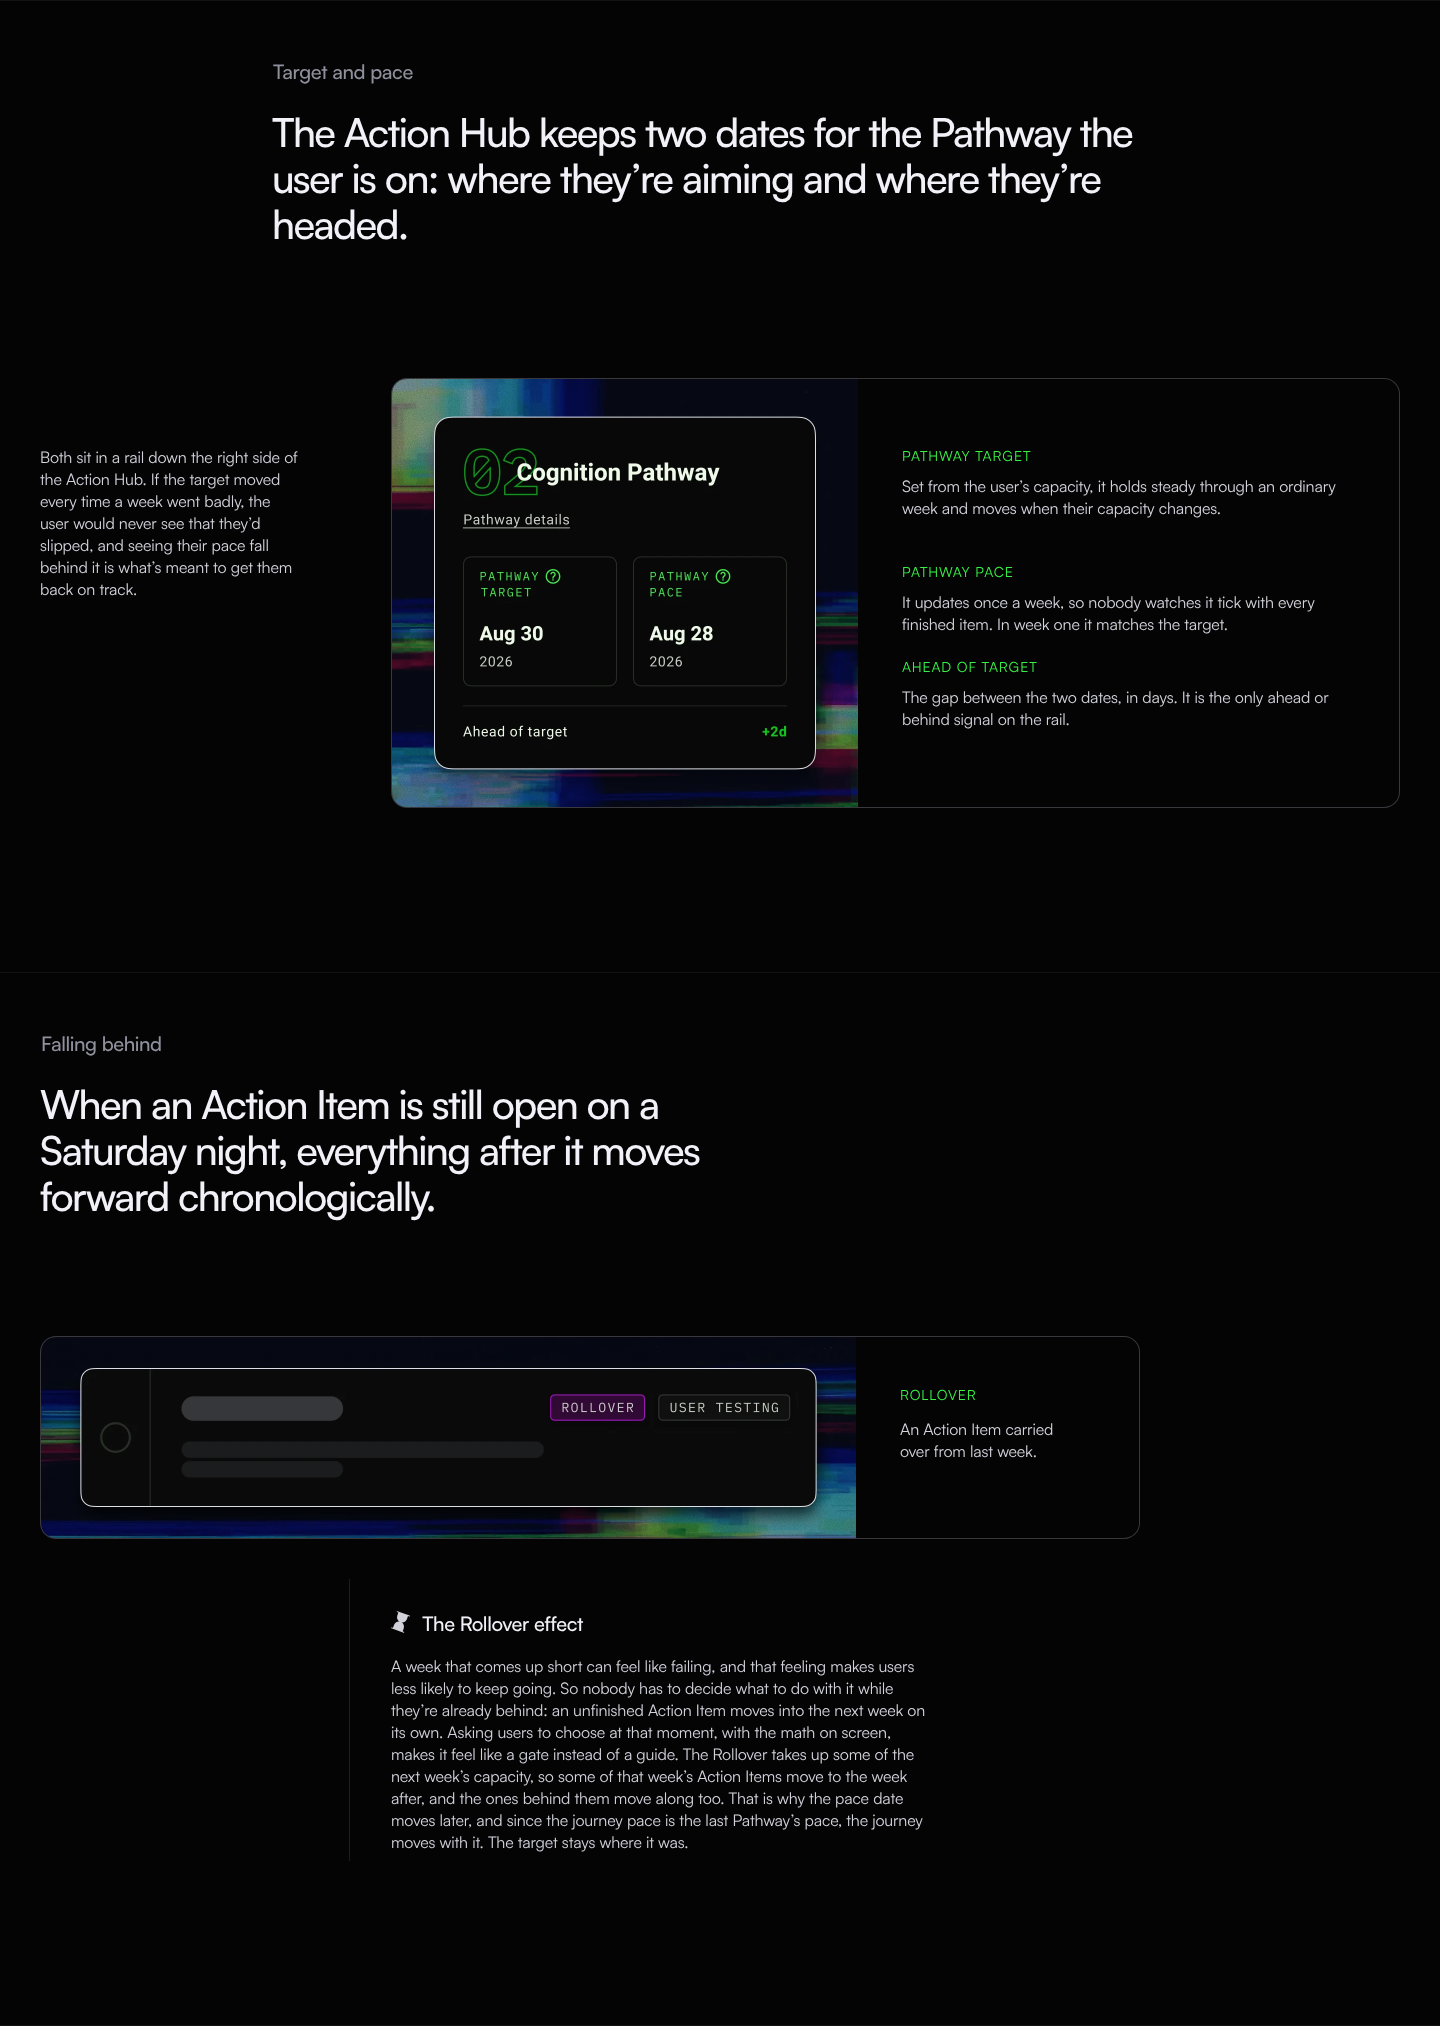 Target and pace
The Action Hub keeps two dates for the Pathway the
user is on: where they’re aiming and where they’re
headed.
Both sit in a rail down the right side of
the Action Hub. If the target moved
every time a week went badly, the
user would never see that they’d
slipped, and seeing their pace fall
behind it is what’s meant to get them
back on track.
02
Cognition Pathway
Pathway details
PATHWAY
TARGET
Aug 30
2026
PATHWAY
PACE
Aug 28
2026
Ahead of target +2d
PATHWAY TARGET
Set from the user’s capacity, it holds steady through an ordinary
week and moves when their capacity changes.
PATHWAY PACE
It updates once a week, so nobody watches it tick with every
finished item. In week one it matches the target.
AHEAD OF TARGET
The gap between the two dates, in days. It is the only ahead or
behind signal on the rail.
Falling behind
When an Action Item is still open on a
Saturday night, everything after it moves
forward chronologically.
ROLLOVER USER TESTING
ROLLOVER
An Action Item carried
over from last week.
The Rollover effect
A week that comes up short can feel like failing, and that feeling makes users
less likely to keep going. So nobody has to decide what to do with it while
they’re already behind: an unfinished Action Item moves into the next week on
its own. Asking users to choose at that moment, with the math on screen,
makes it feel like a gate instead of a guide. The Rollover takes up some of the
next week’s capacity, so some of that week’s Action Items move to the week
after, and the ones behind them move along too. That is why the pace date
moves later, and since the journey pace is the last Pathway’s pace, the journey
moves with it. The target stays where it was.